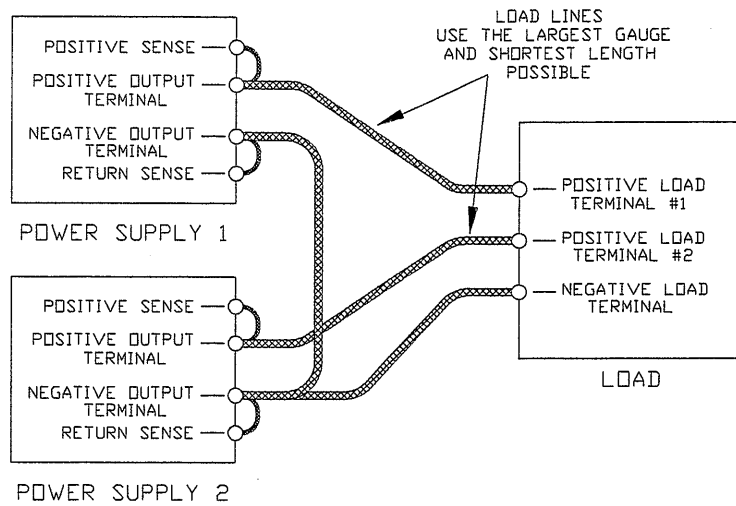 LOAD LINES
USE THE LARGEST GAUGE
AND SHORTEST LENGTH
POSSIBLE
POSITIVE SENSE
POSITIVE OUTPUT
TERMINAL
NEGATIVE OUTPUT
TERMINAL
RETURN SENSE
POWER SUPPLY 1
POSITIVE SENSE
POSITIVE OUTPUT
TERMINAL
NEGATIVE OUTPUT
TERMINAL
RETURN SENSE
POWER SUPPLY 2
POSITIVE LOAD
TERMINAL #1
POSITIVE LOAD
TERMINAL #2
NEGATIVE LOAD
TERMINAL
LOAD